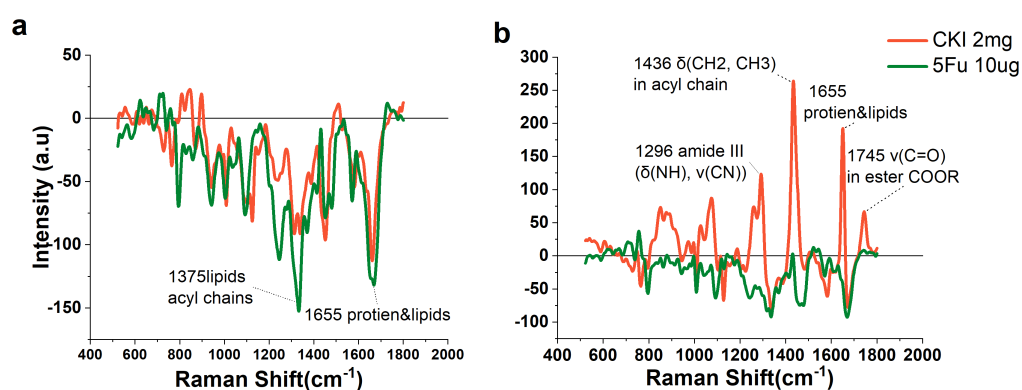 a
50
0
-50
-100
-150
Intensity (a.u)
1375lipids
acyl chains
1655 protien&lipids
400 600 800 1000 1200 1400 1600 1800 2000
Raman Shift(cm-1)
b
CKI 2mg
5Fu 10ug
300
250
200
150
100
50
0
-50
-100
1436 δ(CH2, CH3)
in acyl chain
1655
protien&lipids
1296 amide III
(δ(NH), v(CN))
1745 v(C=O)
in ester COOR
400 600 800 1000 1200 1400 1600 1800 2000
Raman Shift(cm-1)